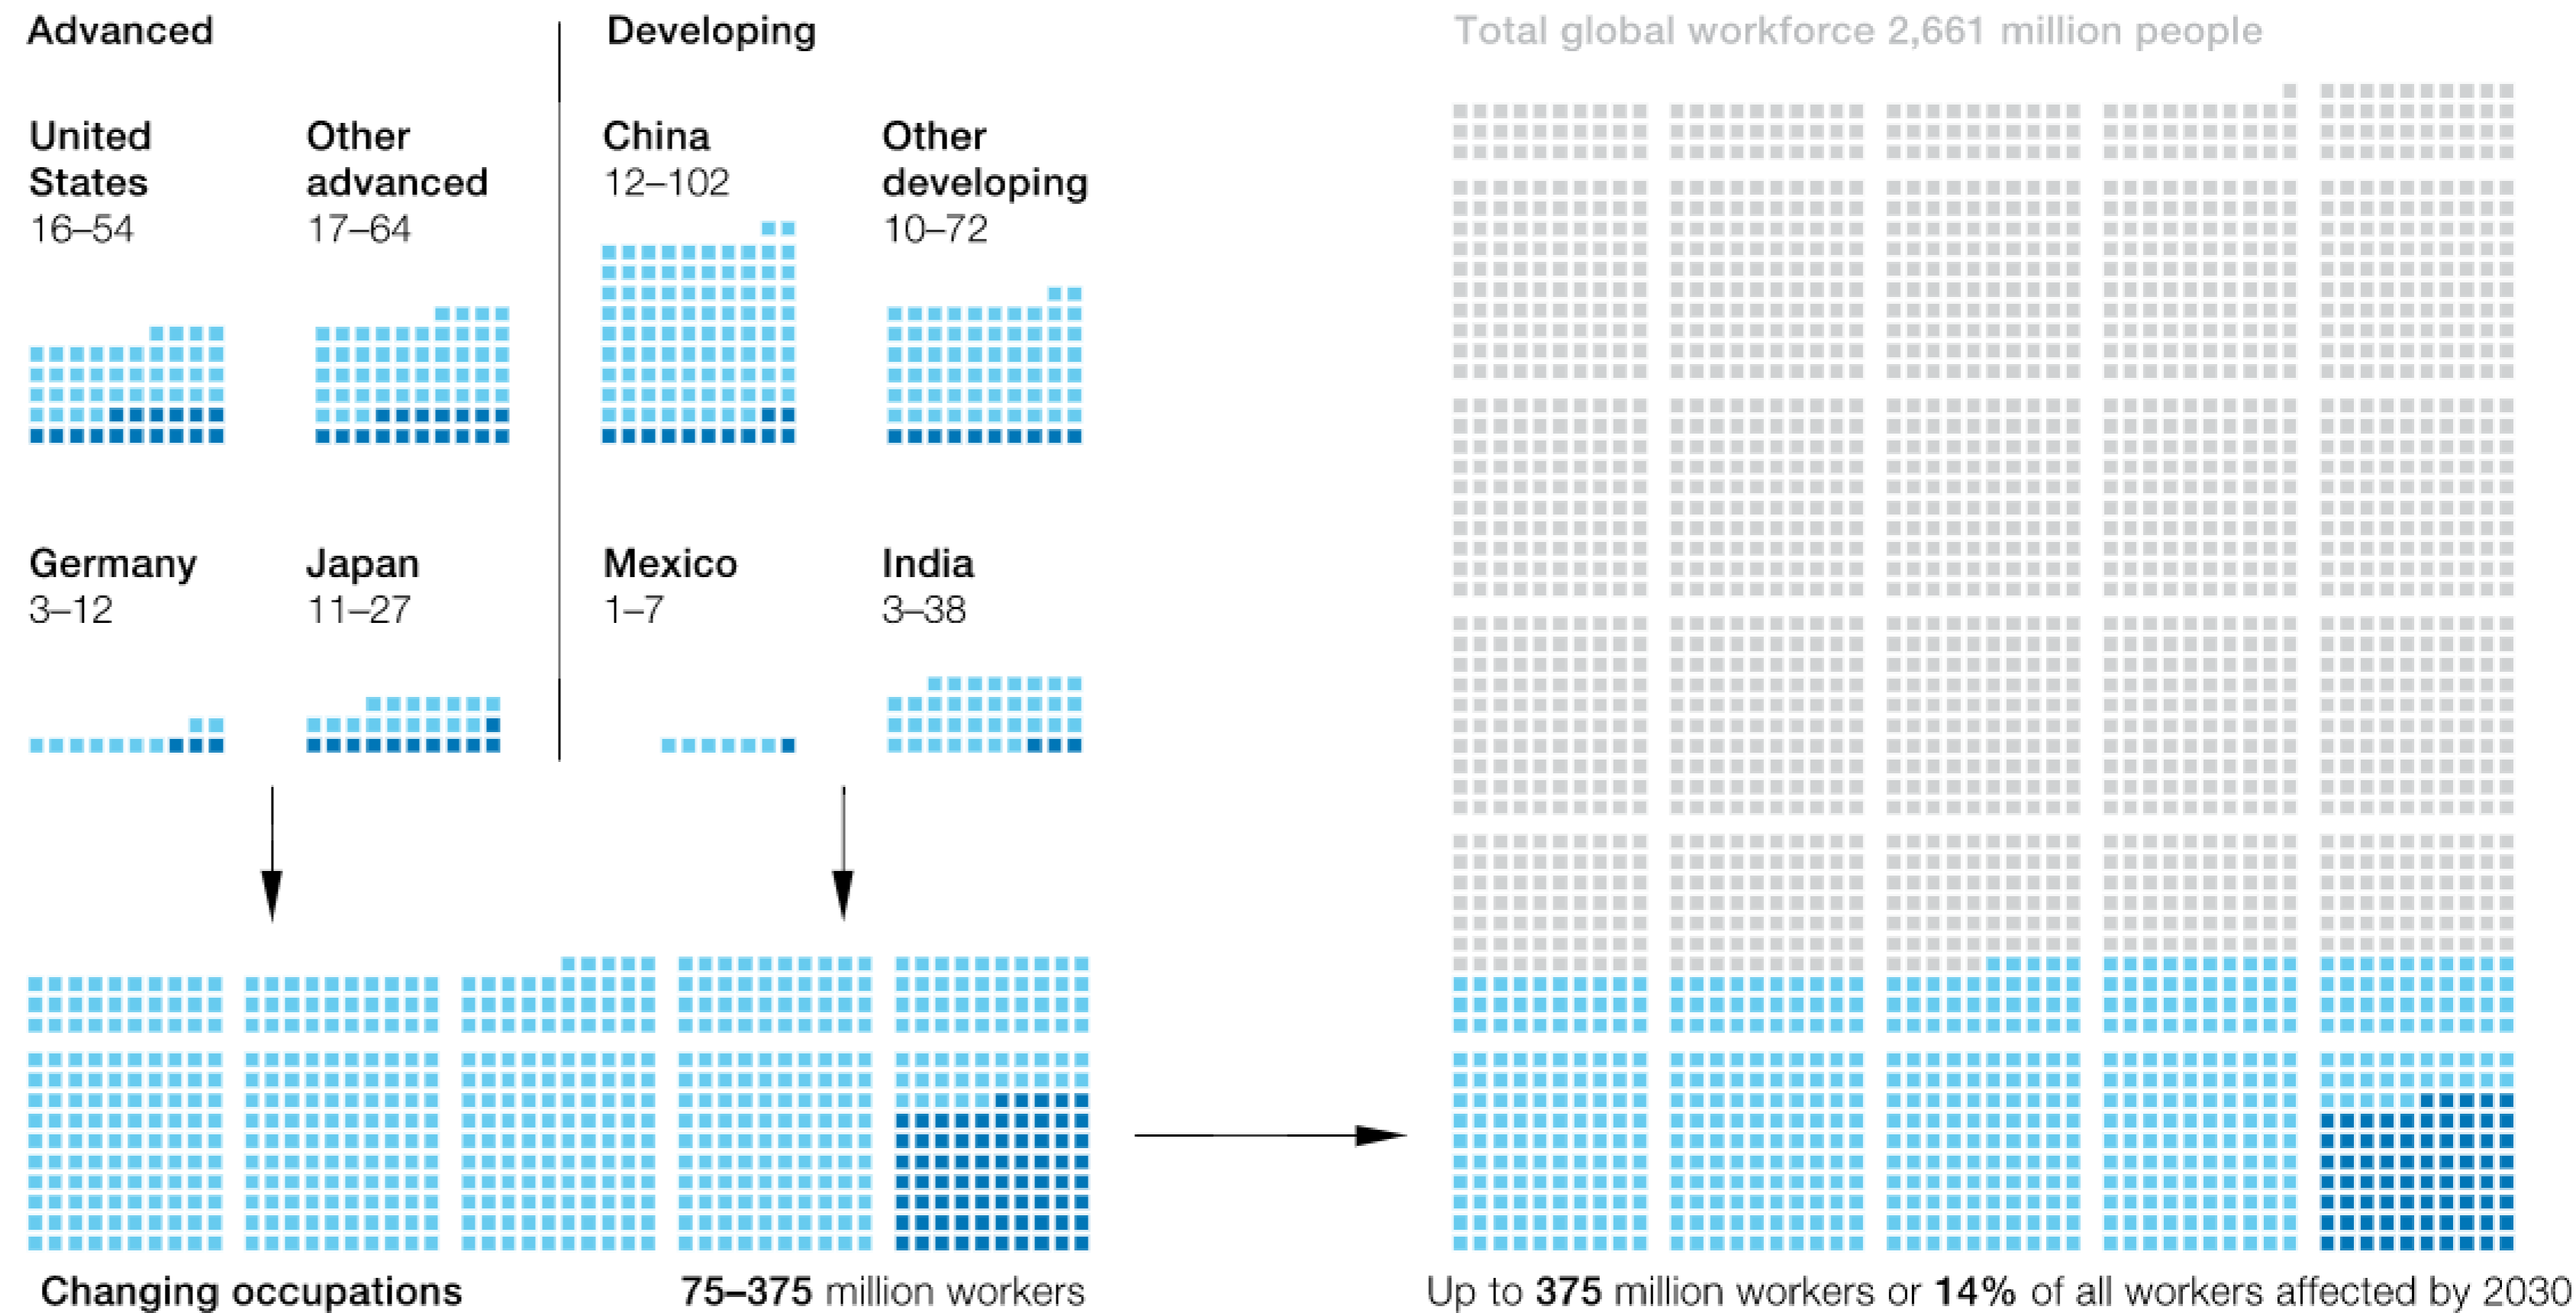 Advanced
Developing
Total global workforce 2,661 million people
United
States
16–54
Other
advanced
17–64
China
12–102
Other
developing
10–72
Germany
3–12
Japan
11–27
Mexico
1–7
India
3–38
Changing occupations
75–375 million workers
Up to 375 million workers or 14% of all workers affected by 2030